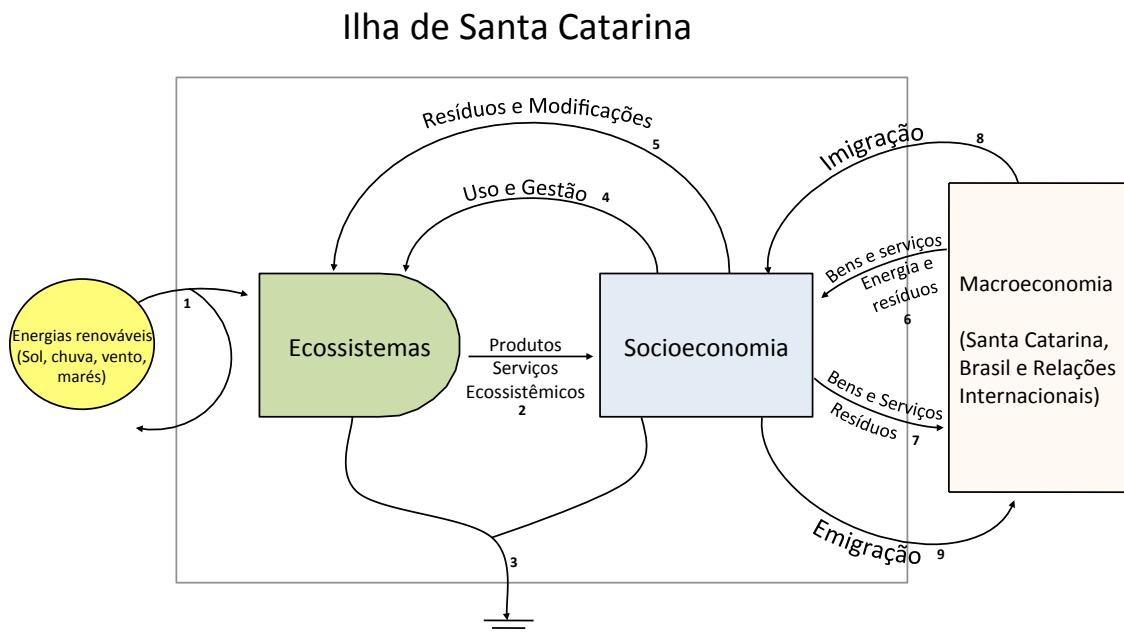 Ilha de Santa Catarina
Resíduos e Modificações
5
Uso e Gestão
4
Imigração
8
Energias renováveis
(Sol, chuva, vento,
marés)
1
Ecossistemas
Produtos
Serviços
Ecossistêmicos
2
Socioeconomia
Bens e serviços
Energia e
resíduos
6
Bens e Serviços
Resíduos
7
Macroeconomia
(Santa Catarina,
Brasil e Relações
Internacionais)
3
Emigração
9